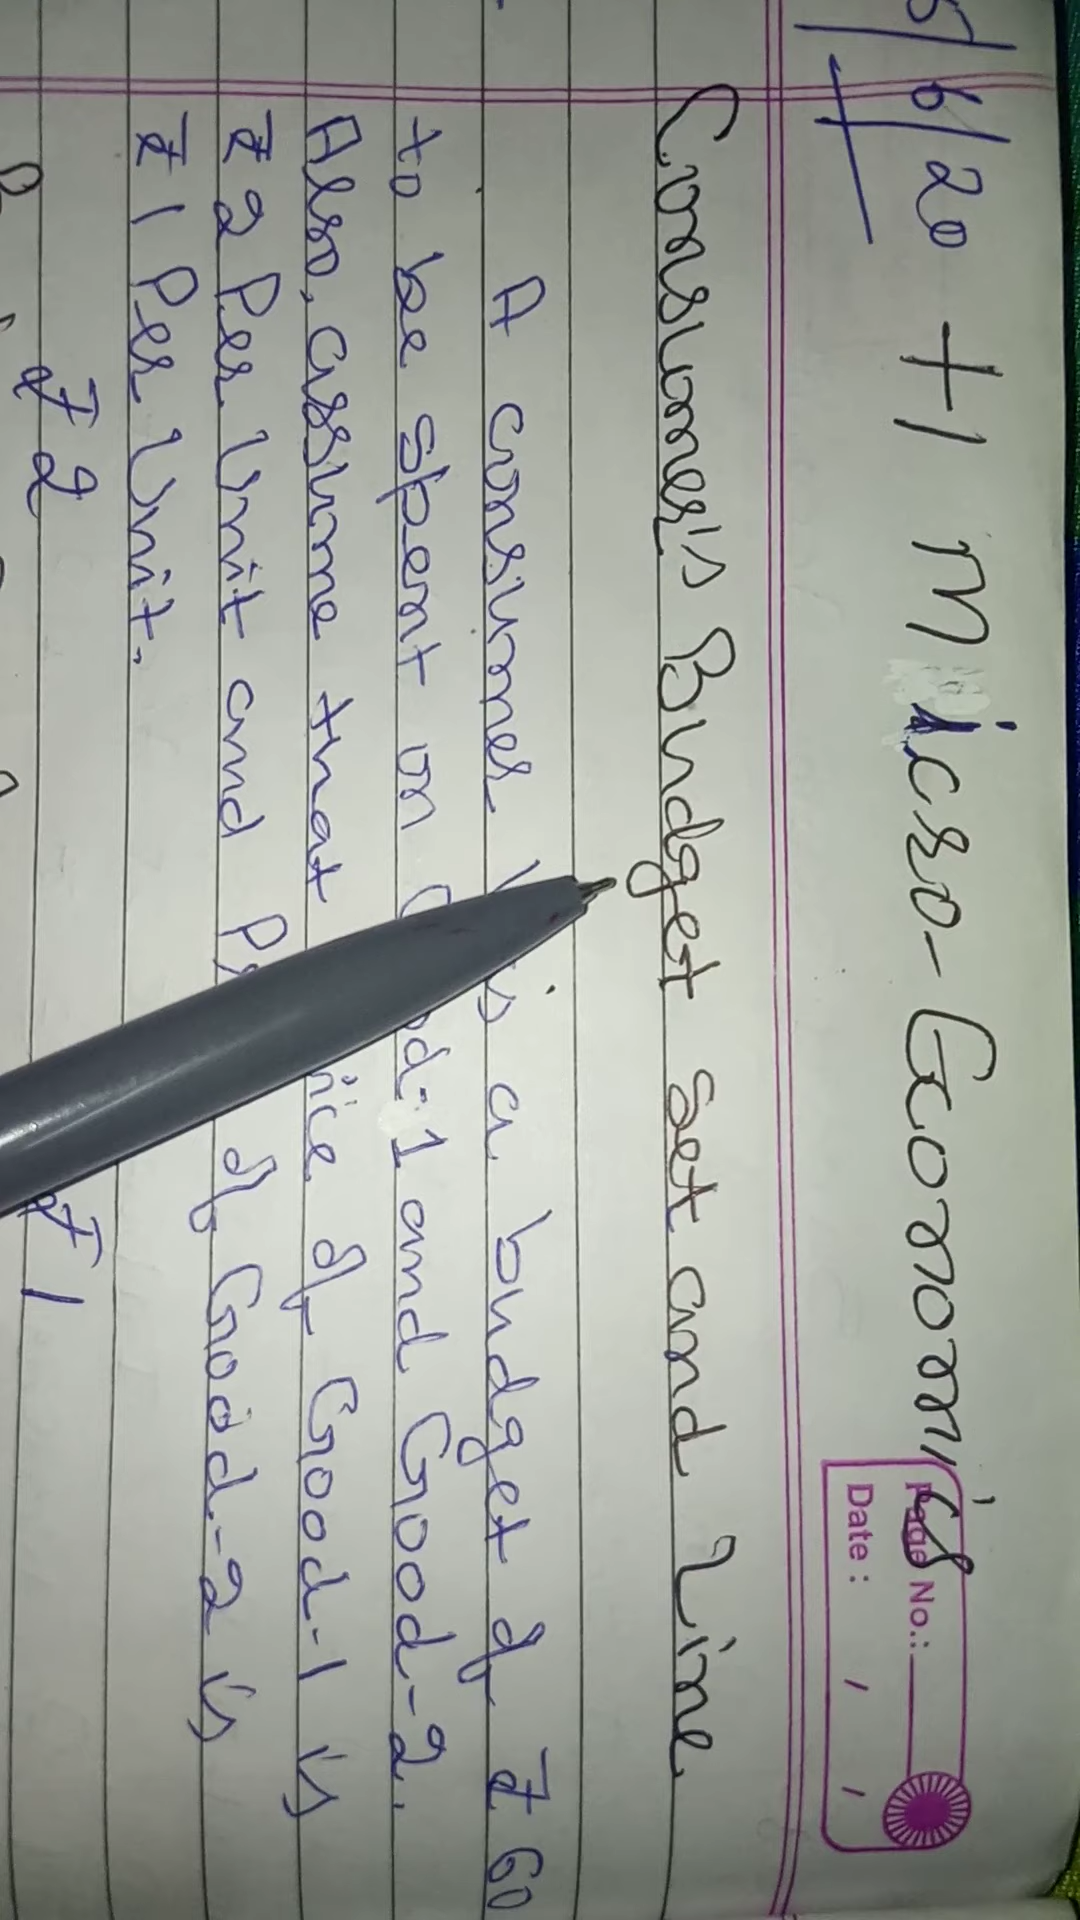 5/6/20 +1 Micro-Economics
Page No.:
Date : / /
Consumer's Budget set and Line
A consumer is a budget of ₹ 60
to be spent on Good-1 and Good-2.
Also, assume that Price of Good-1 is
₹ 2 Per Unit and of Good-2 is
₹ 1 Per Unit.
₹ 2 ₹ 1